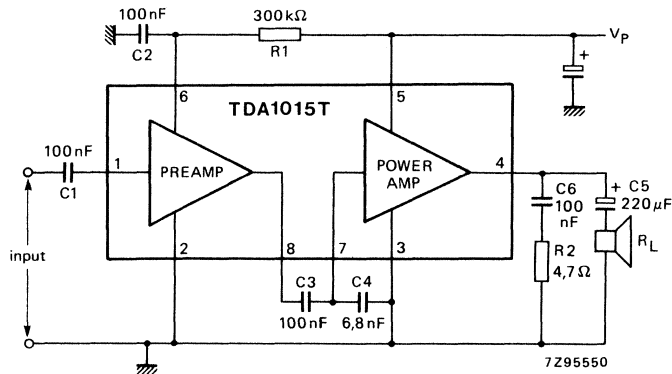 100nF
C2
300kΩ
R1
VP
+
6
5
TDA1015T
100nF
C1
1
PREAMP
POWER
AMP
4
C6
100
nF
+ C5
220μF
RL
R2
4,7Ω
input
2
8
7
3
C3
100nF
C4
6,8nF
7Z95550